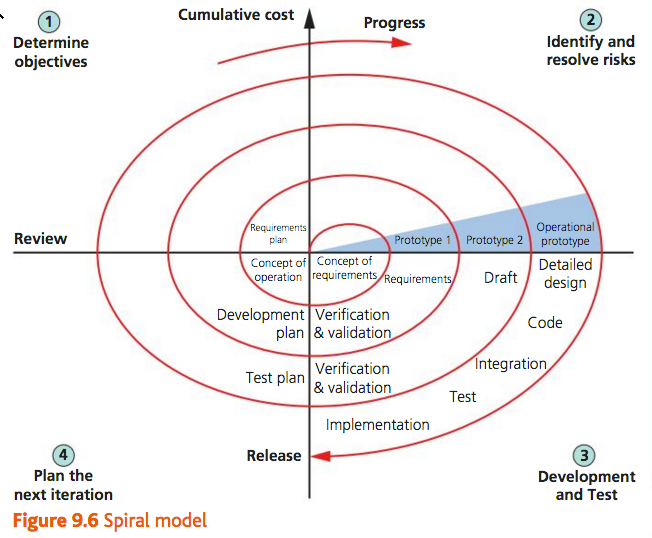 Cumulative cost
Progress
1
Determine
objectives
2
Identify and
resolve risks
Review
Requirements
plan
Prototype 1
Prototype 2
Operational
prototype
Concept of
operation
Concept of
requirements
Requirements
Draft
Detailed
design
Development
plan
Verification
& validation
Code
Test plan
Verification
& validation
Integration
Test
Implementation
Release
4
Plan the
next iteration
3
Development
and Test
Figure 9.6 Spiral model